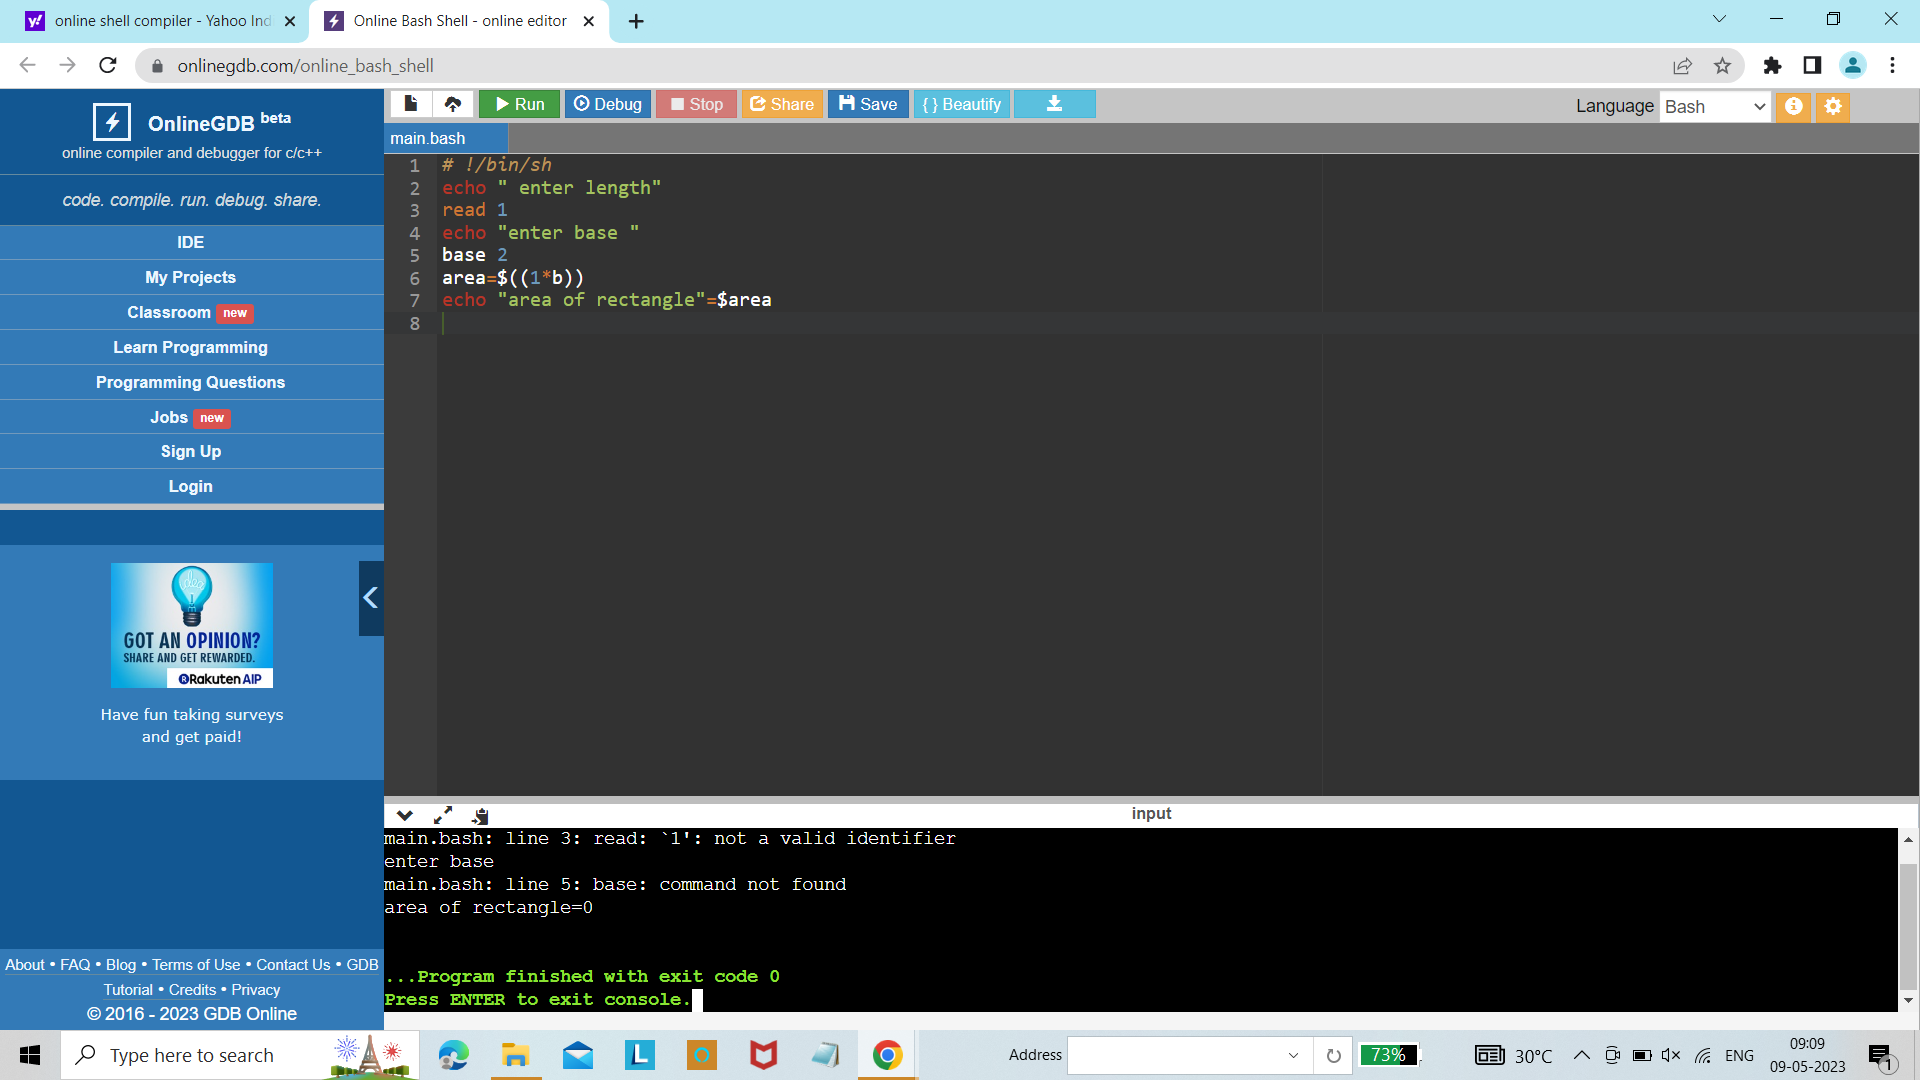 online shell compiler - Yahoo Ind
Online Bash Shell - online editor
onlinegdb.com/online_bash_shell
OnlineGDB beta
online compiler and debugger for c/c++
code. compile. run. debug. share.
IDE
My Projects
Classroom new
Learn Programming
Programming Questions
Jobs new
Sign Up
Login
GOT AN OPINION?
SHARE AND GET REWARDED.
Rakuten AIP
Have fun taking surveys
and get paid!
About • FAQ • Blog • Terms of Use • Contact Us • GDB
Tutorial • Credits • Privacy
© 2016 - 2023 GDB Online
Run Debug Stop Share Save { } Beautify
Language Bash
main.bash
1 # !/bin/sh
2 echo " enter length"
3 read 1
4 echo "enter base "
5 base 2
6 area=$((1*b))
7 echo "area of rectangle"=$area
8
input
main.bash: line 3: read: `1': not a valid identifier
enter base
main.bash: line 5: base: command not found
area of rectangle=0
...Program finished with exit code 0
Press ENTER to exit console.
Type here to search
L
Address
73%
30°C
ENG
09:09
09-05-2023
1